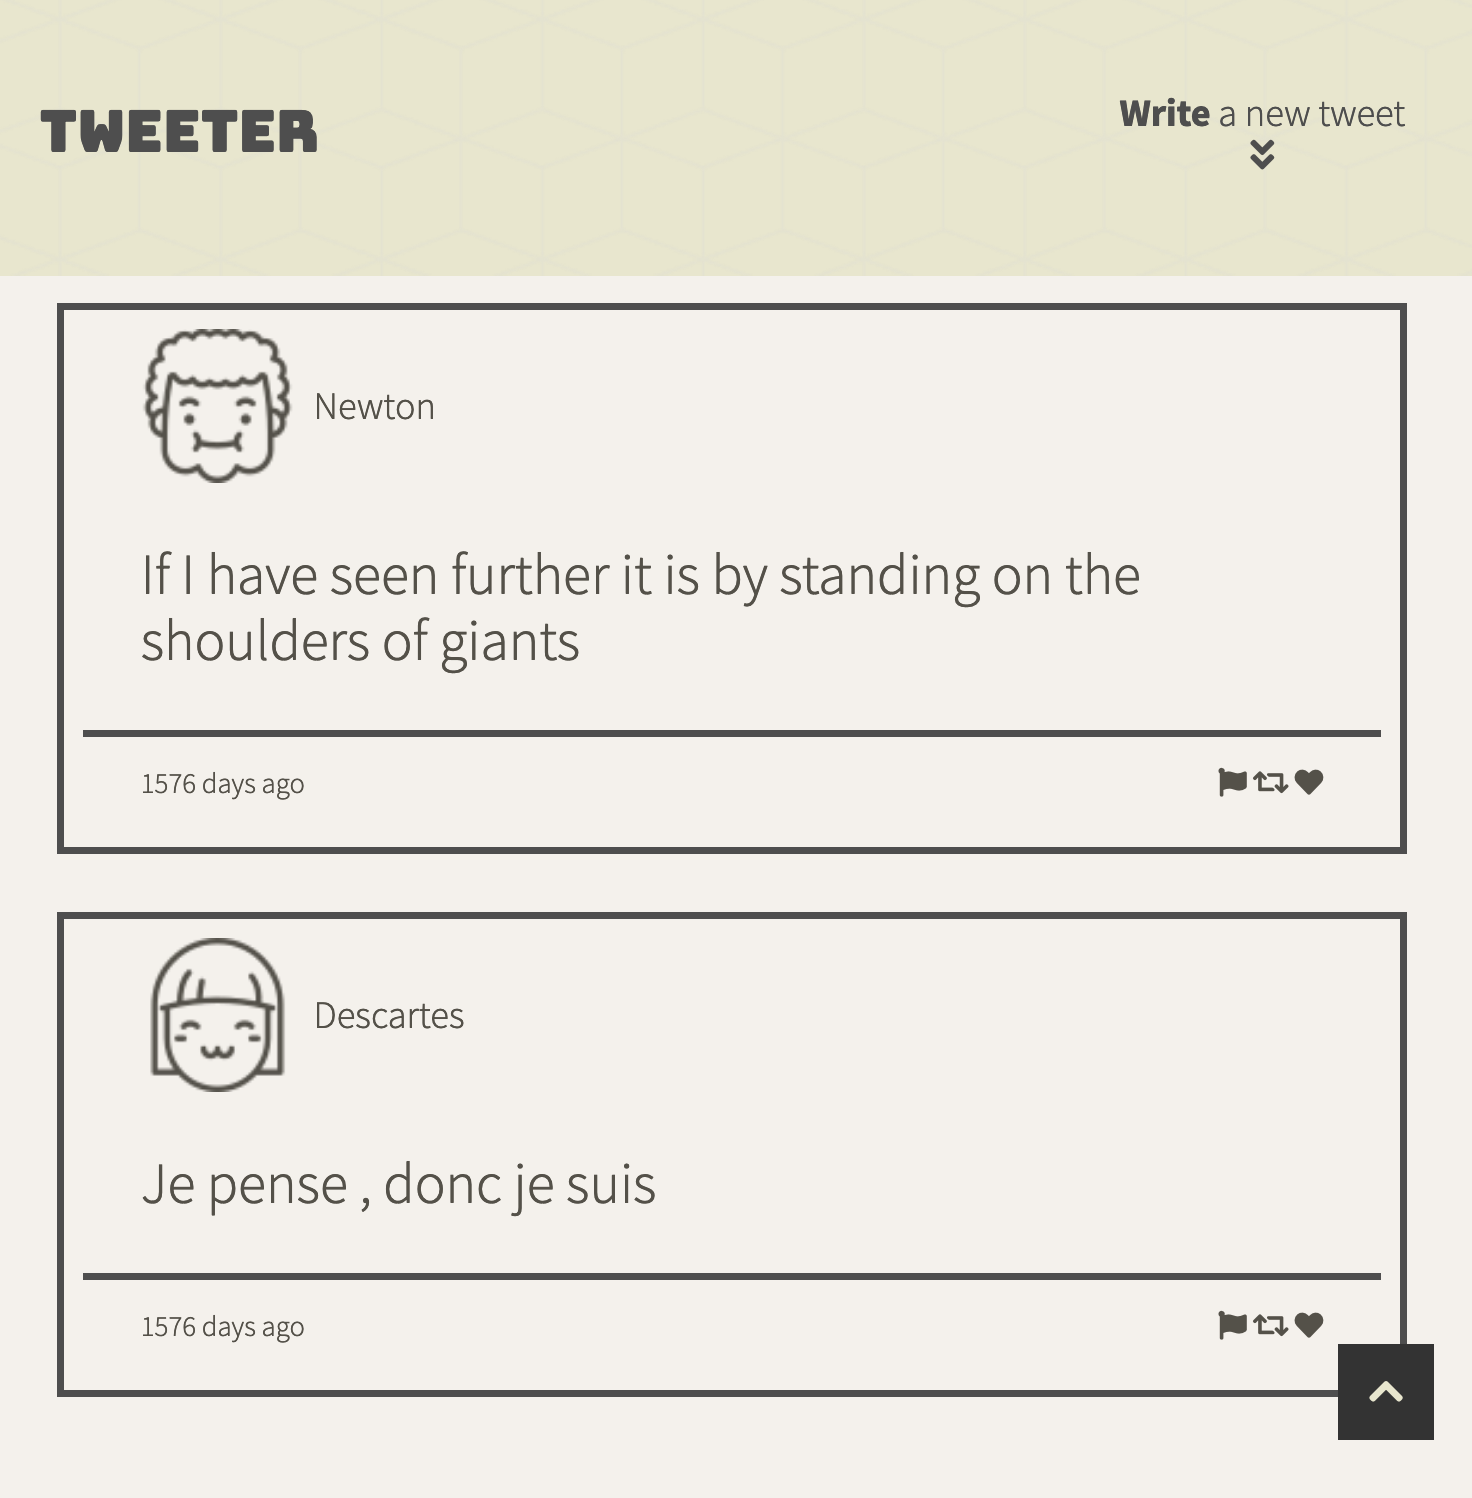 TWEETER
Write a new tweet
Newton
If I have seen further it is by standing on the
shoulders of giants
1576 days ago
Descartes
Je pense , donc je suis
1576 days ago